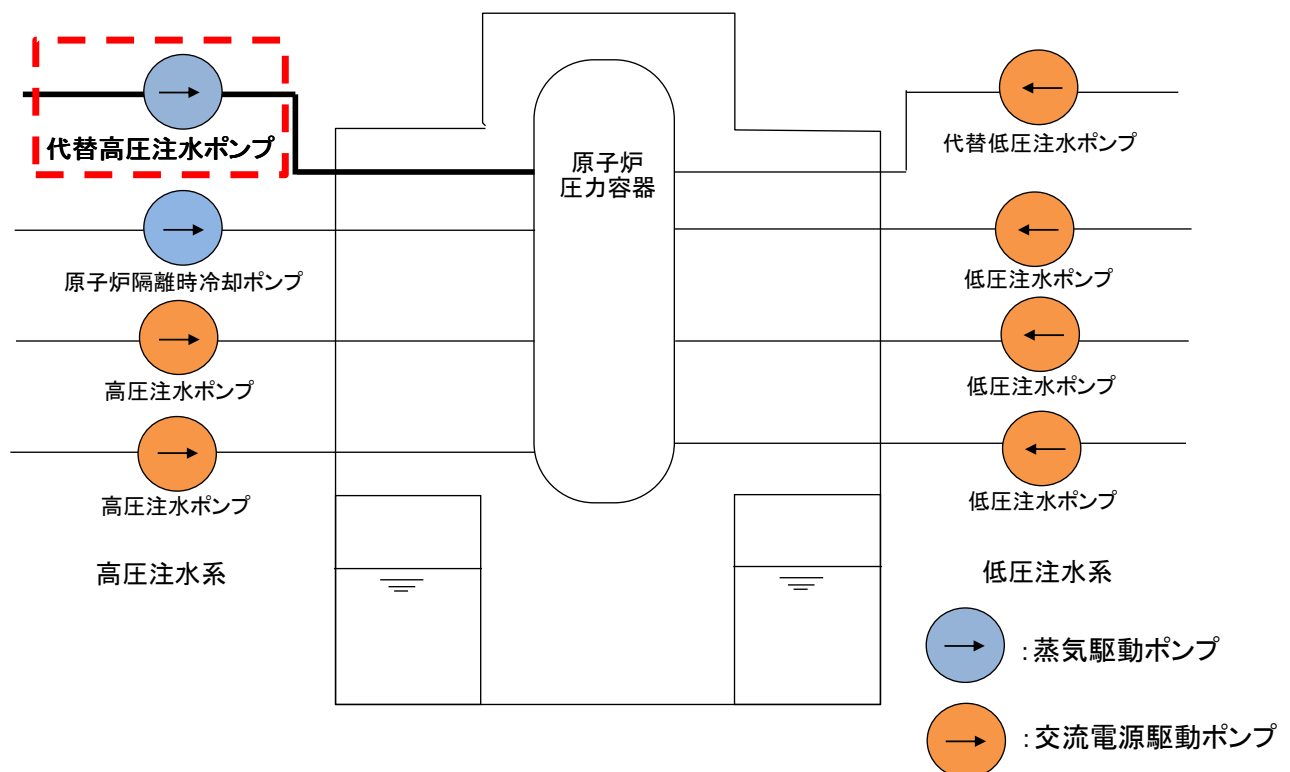 代替高圧注水ポンプ
原子炉隔離時冷却ポンプ
高圧注水ポンプ
高圧注水ポンプ
高圧注水系
原子炉
圧力容器
代替低圧注水ポンプ
低圧注水ポンプ
低圧注水ポンプ
低圧注水ポンプ
低圧注水系
:蒸気駆動ポンプ
:交流電源駆動ポンプ